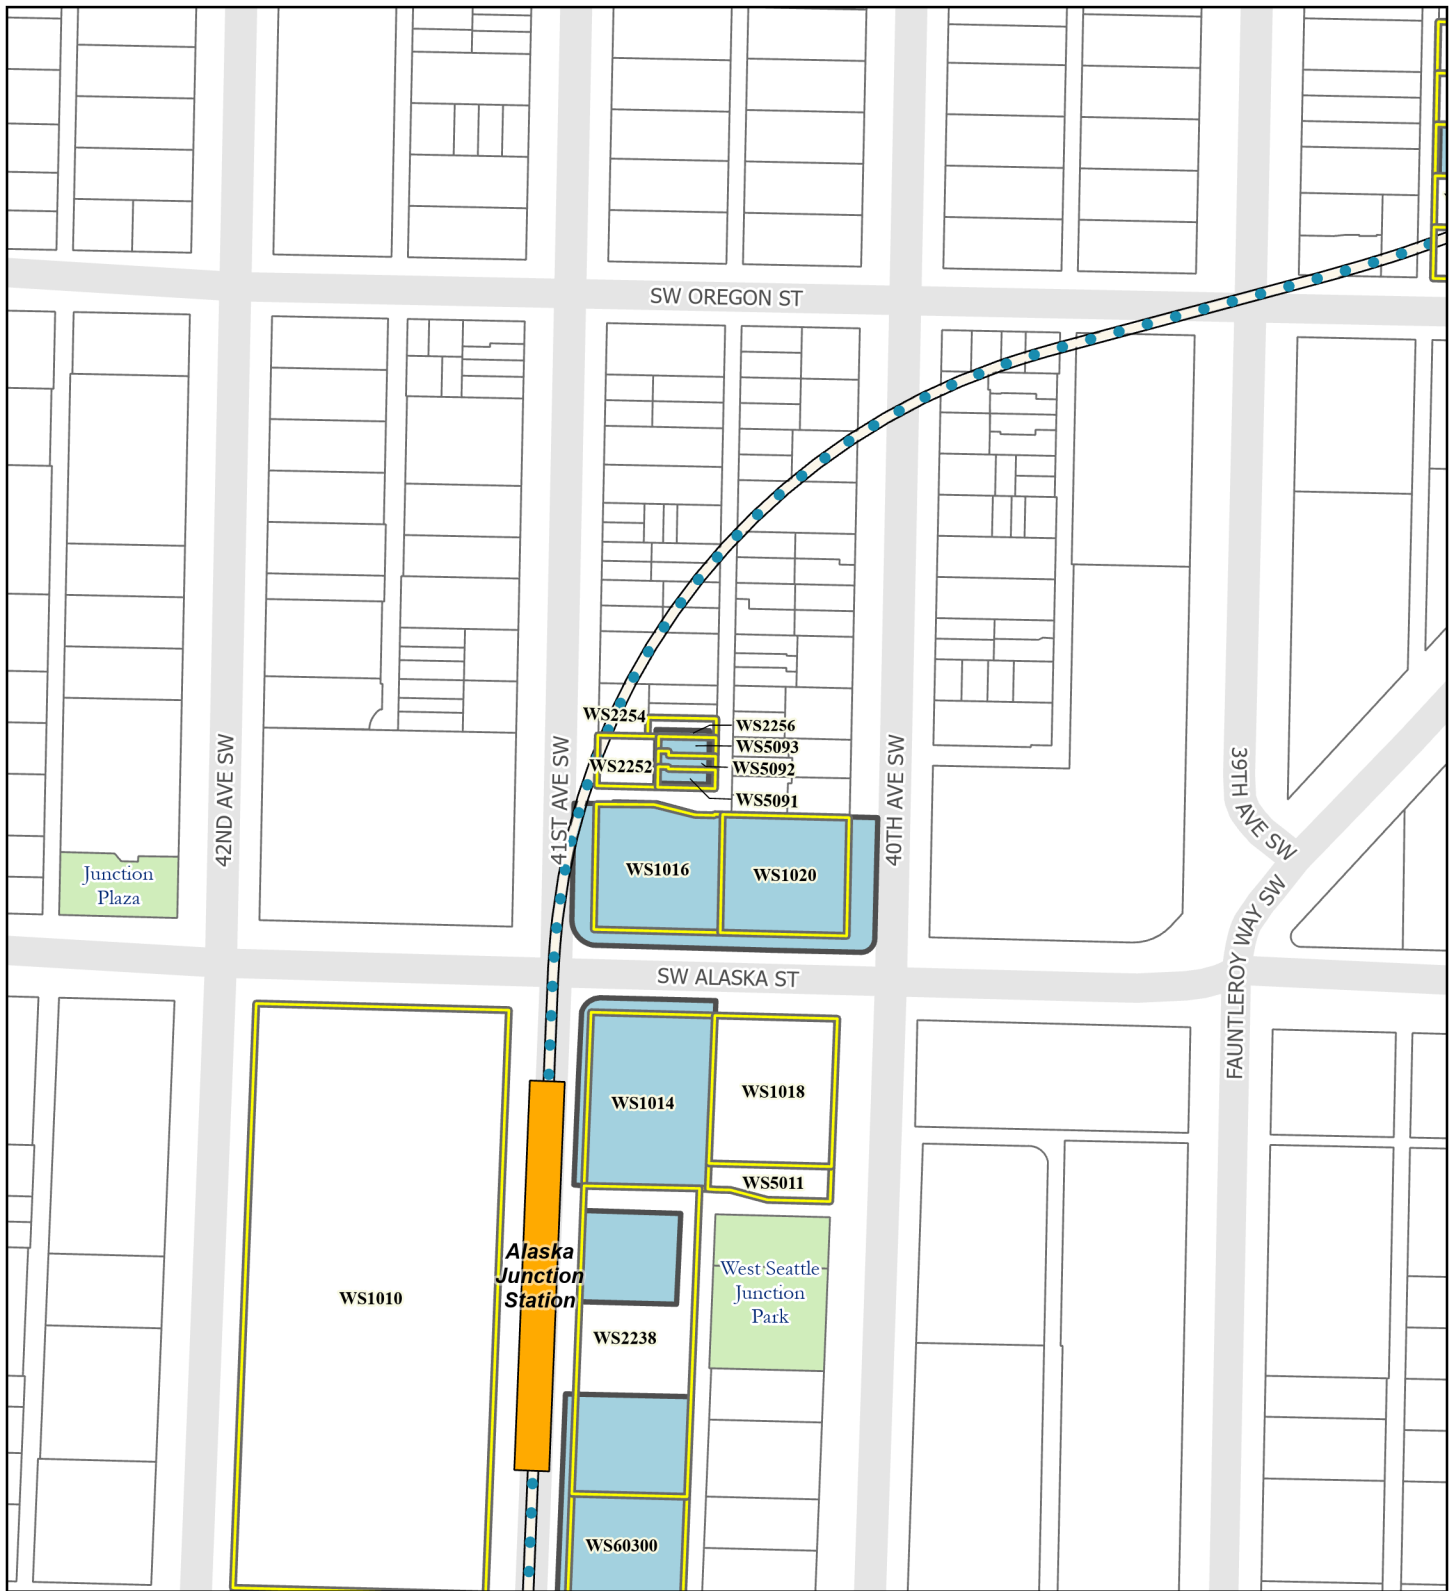 SW OREGON ST
WS2254
WS2256
WS5093
WS2252
WS5092
WS5091
42ND AVE SW
41ST AVE SW
40TH AVE SW
39TH AVE SW
Junction
Plaza
WS1016
WS1020
FAUNTLEROY WAY SW
SW ALASKA ST
WS1014
WS1018
WS5011
Alaska
Junction
Station
West Seattle
Junction
Park
WS1010
WS2238
WS60300